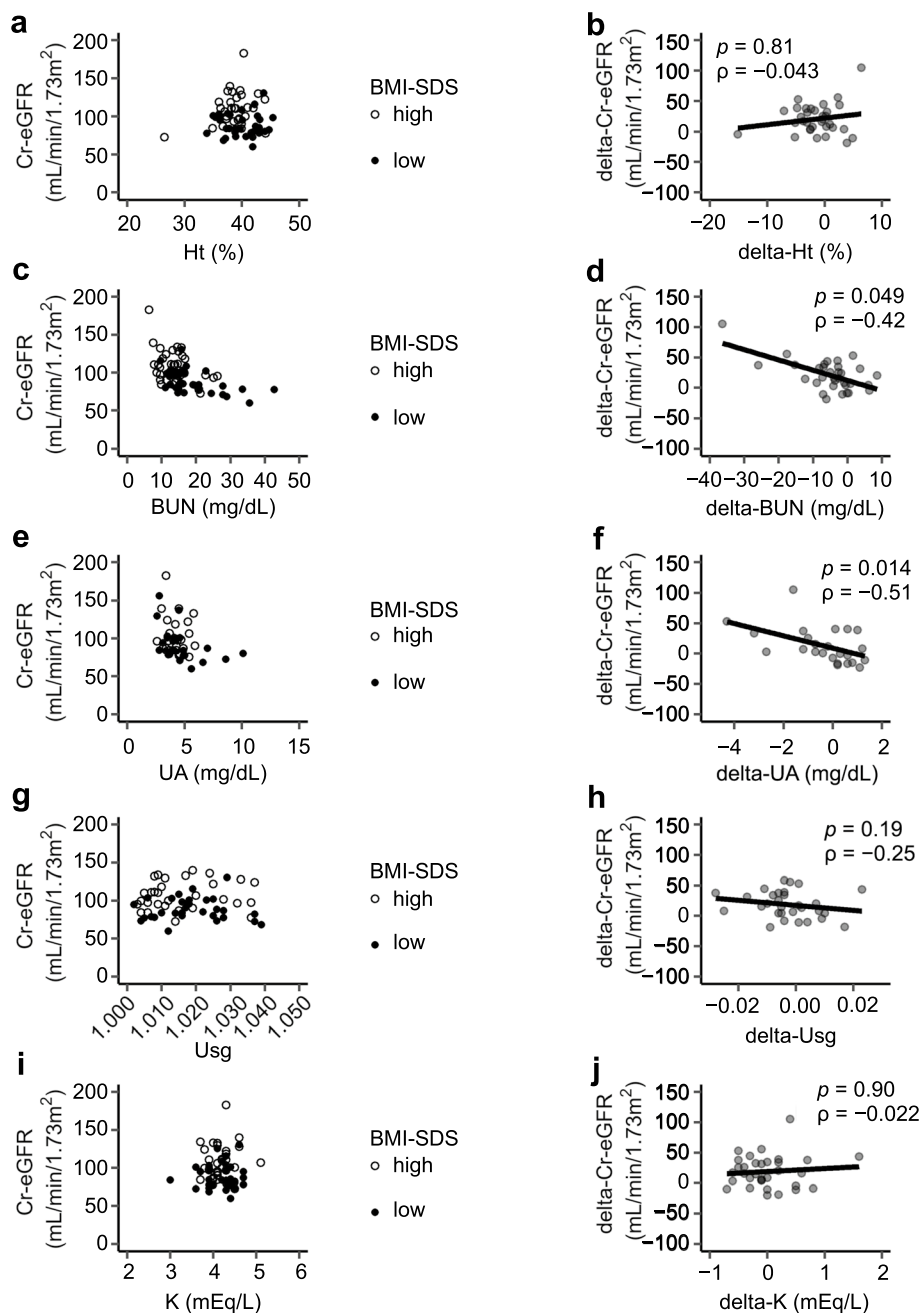 a
200
150
100
50
0
Cr-eGFR
(mL/min/1.73m²)
20 30 40 50
Ht (%)
BMI-SDS
high
low
b
p = 0.81
ρ = −0.043
150
100
50
0
−50
−100
delta-Cr-eGFR
(mL/min/1.73m²)
−20 −10 0 10
delta-Ht (%)
c
200
150
100
50
0
Cr-eGFR
(mL/min/1.73m²)
0 10 20 30 40 50
BUN (mg/dL)
BMI-SDS
high
low
d
p = 0.049
ρ = −0.42
150
100
50
0
−50
−100
delta-Cr-eGFR
(mL/min/1.73m²)
−40 −30 −20 −10 0 10
delta-BUN (mg/dL)
e
200
150
100
50
0
Cr-eGFR
(mL/min/1.73m²)
0 5 10 15
UA (mg/dL)
BMI-SDS
high
low
f
p = 0.014
ρ = −0.51
150
100
50
0
−50
−100
delta-Cr-eGFR
(mL/min/1.73m²)
−4 −2 0 2
delta-UA (mg/dL)
g
200
150
100
50
0
Cr-eGFR
(mL/min/1.73m²)
1.000 1.010 1.020 1.030 1.040 1.050
Usg
BMI-SDS
high
low
h
p = 0.19
ρ = −0.25
150
100
50
0
−50
−100
delta-Cr-eGFR
(mL/min/1.73m²)
−0.02 0.00 0.02
delta-Usg
i
200
150
100
50
0
Cr-eGFR
(mL/min/1.73m²)
2 3 4 5 6
K (mEq/L)
BMI-SDS
high
low
j
p = 0.90
ρ = −0.022
150
100
50
0
−50
−100
delta-Cr-eGFR
(mL/min/1.73m²)
−1 0 1 2
delta-K (mEq/L)